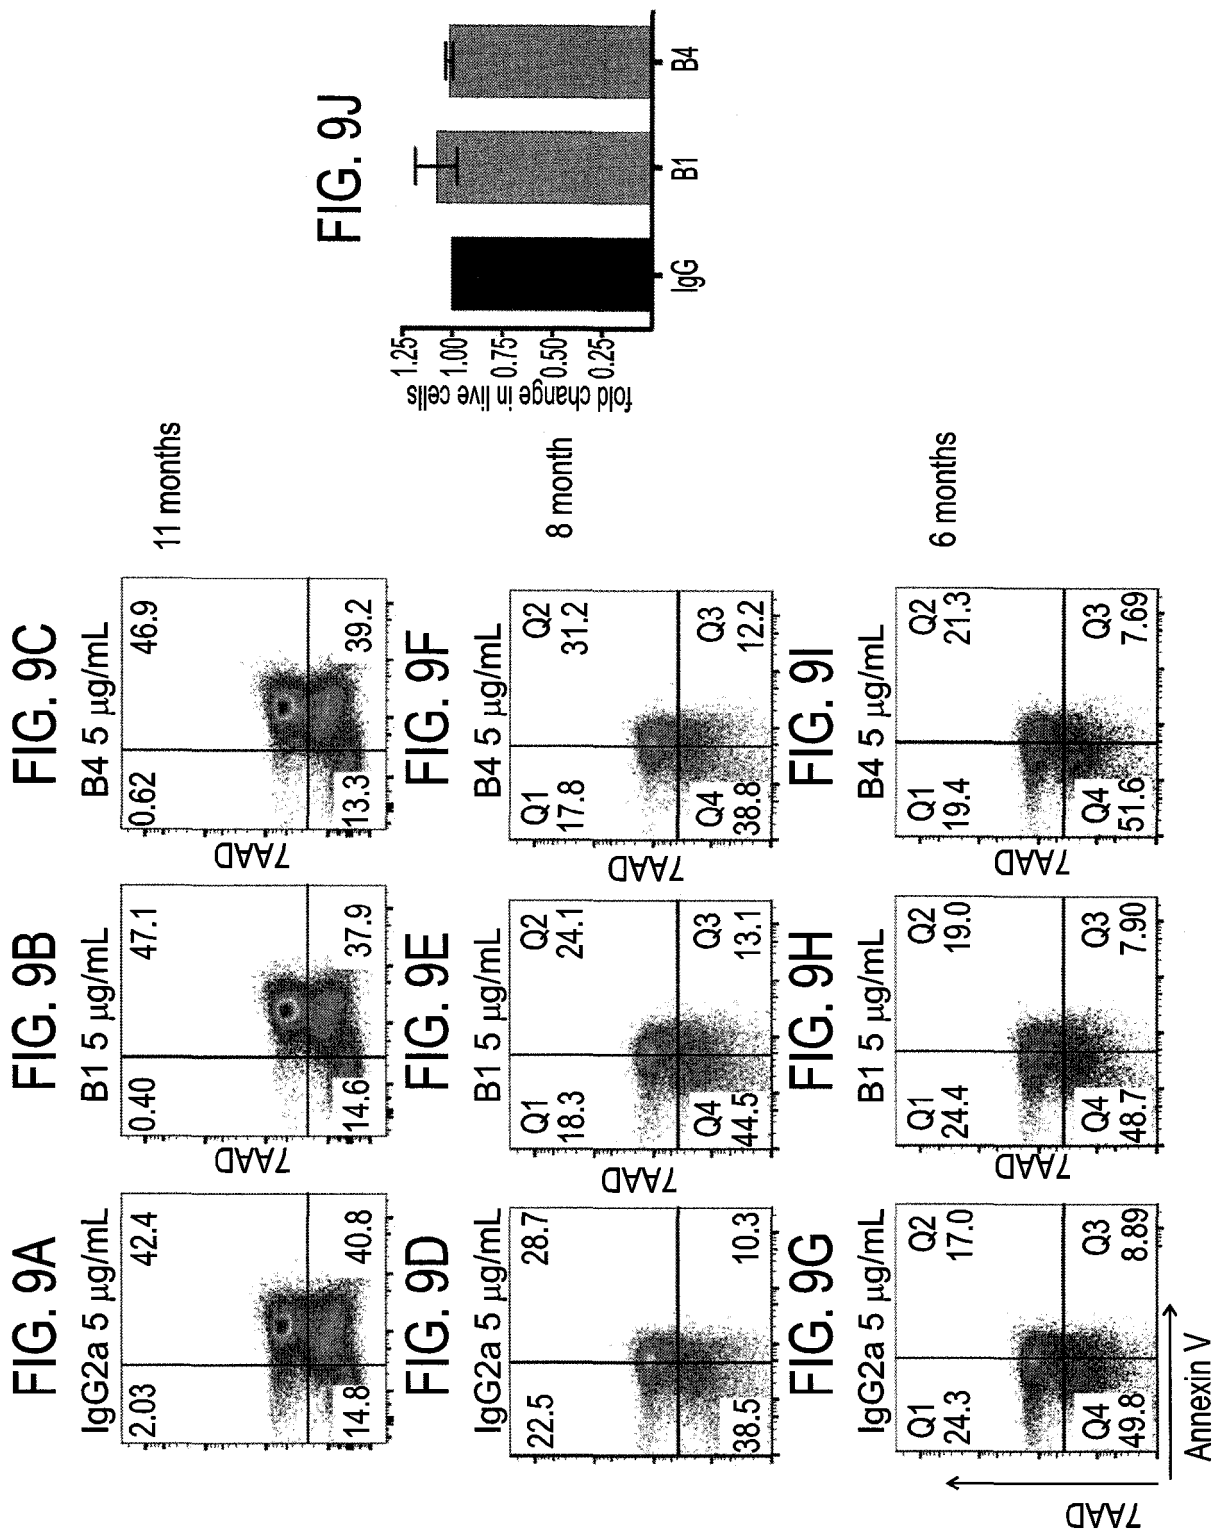 FIG. 9A
IgG2a 5 µg/mL
2.03
42.4
14.8
40.8
FIG. 9B
B1 5 µg/mL
7AAD
0.40
47.1
14.6
37.9
FIG. 9C
B4 5 µg/mL
7AAD
0.62
46.9
13.3
39.2
11 months
FIG. 9D
IgG2a 5 µg/mL
22.5
28.7
38.5
10.3
FIG. 9E
B1 5 µg/mL
7AAD
Q1
18.3
Q2
24.1
Q4
44.5
Q3
13.1
FIG. 9F
B4 5 µg/mL
7AAD
Q1
17.8
Q2
31.2
Q4
38.8
Q3
12.2
8 month
FIG. 9G
IgG2a 5 µg/mL
7AAD
Q1
24.3
Q2
17.0
Q4
49.8
Q3
8.89
Annexin V
FIG. 9H
B1 5 µg/mL
7AAD
Q1
24.4
Q2
19.0
Q4
48.7
Q3
7.90
FIG. 9I
B4 5 µg/mL
7AAD
Q1
19.4
Q2
21.3
Q4
51.6
Q3
7.69
6 months
FIG. 9J
fold change in live cells
1.25
1.00
0.75
0.50
0.25
IgG
B1
B4